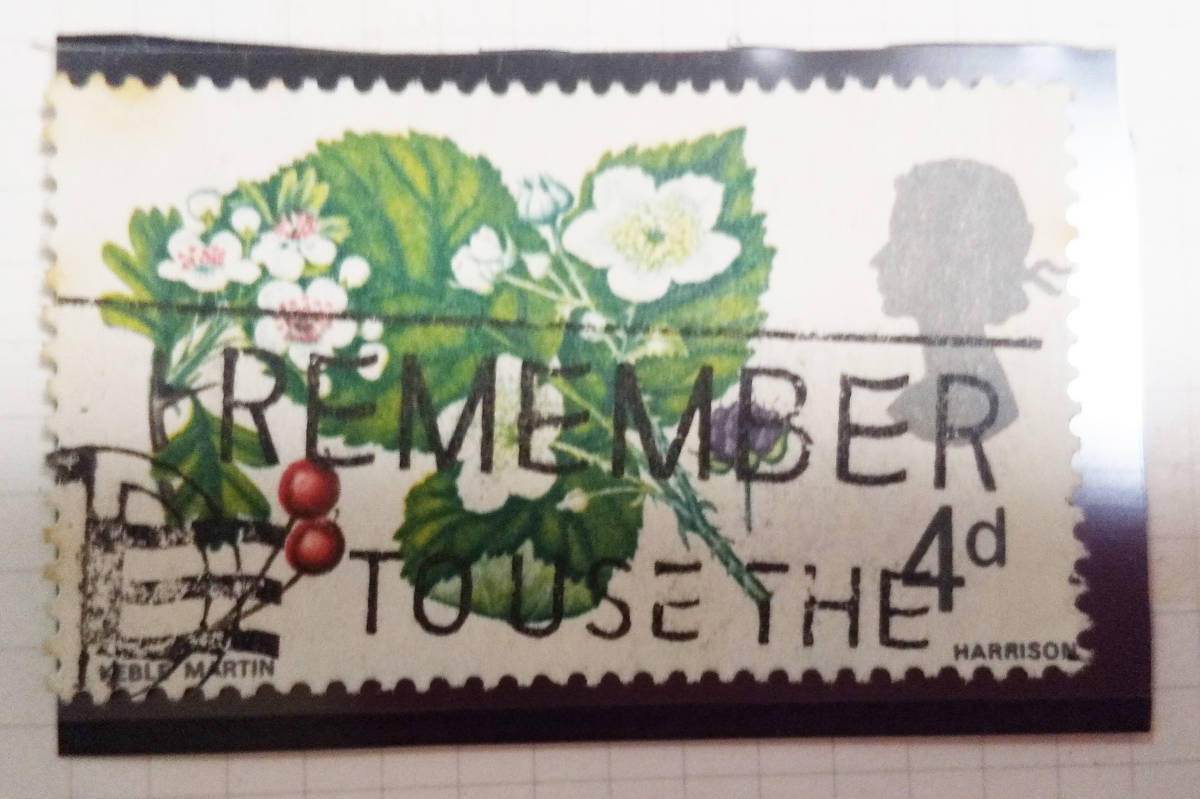 REMEMBER
4d
TO USE THE
KEBLE MARTIN
HARRISON